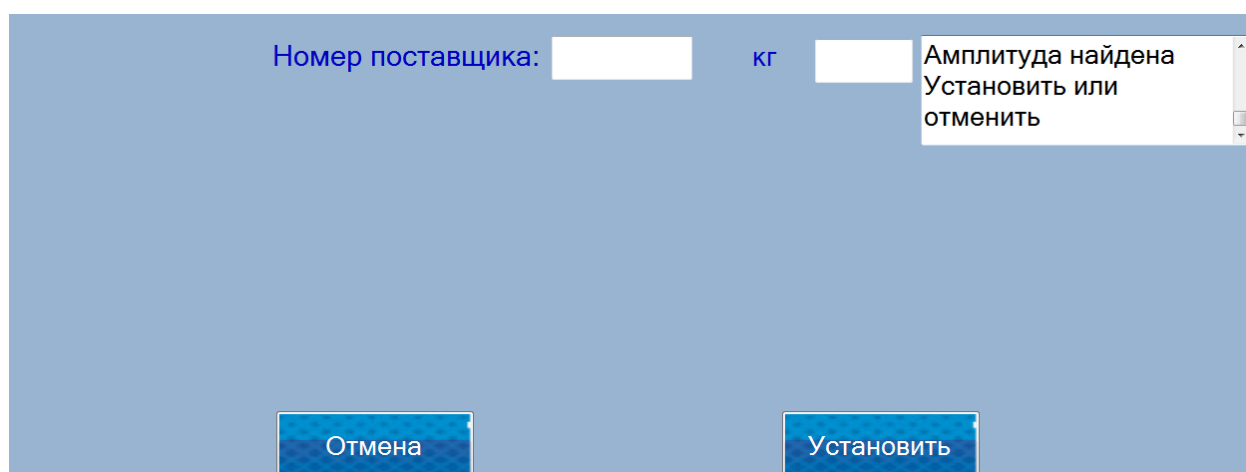 Номер поставщика:
кг
Амплитуда найдена
Установить или
отменить
Отмена
Установить